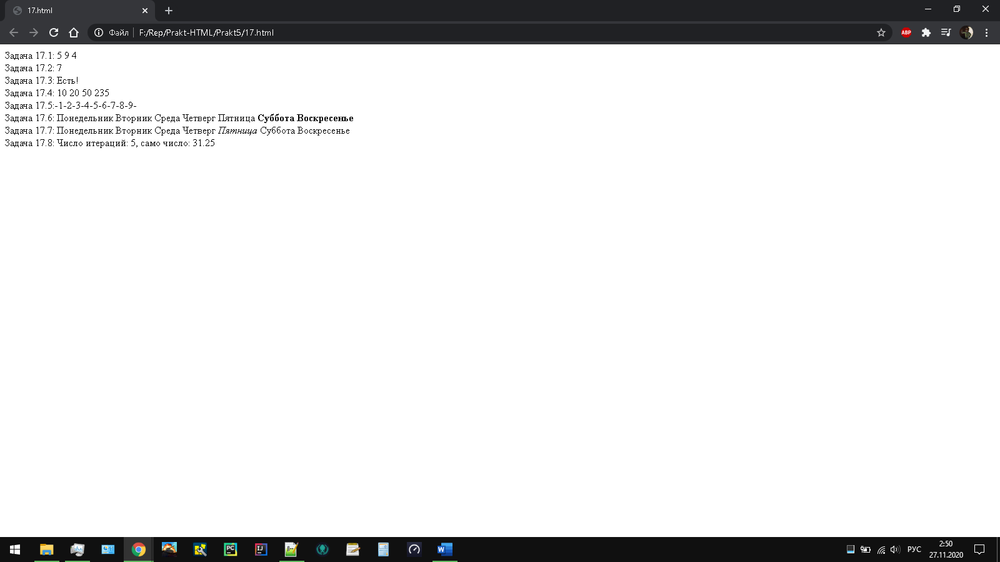 17.html
Файл F:/Rep/Prakt-HTML/Prakt5/17.html
ABP
Задача 17.1: 5 9 4
Задача 17.2: 7
Задача 17.3: Есть!
Задача 17.4: 10 20 50 235
Задача 17.5:-1-2-3-4-5-6-7-8-9-
Задача 17.6: Понедельник Вторник Среда Четверг Пятница Суббота Воскресенье
Задача 17.7: Понедельник Вторник Среда Четверг Пятница Суббота Воскресенье
Задача 17.8: Число итераций: 5, само число: 31.25
PC
IJ
W
РУС
2:50
27.11.2020